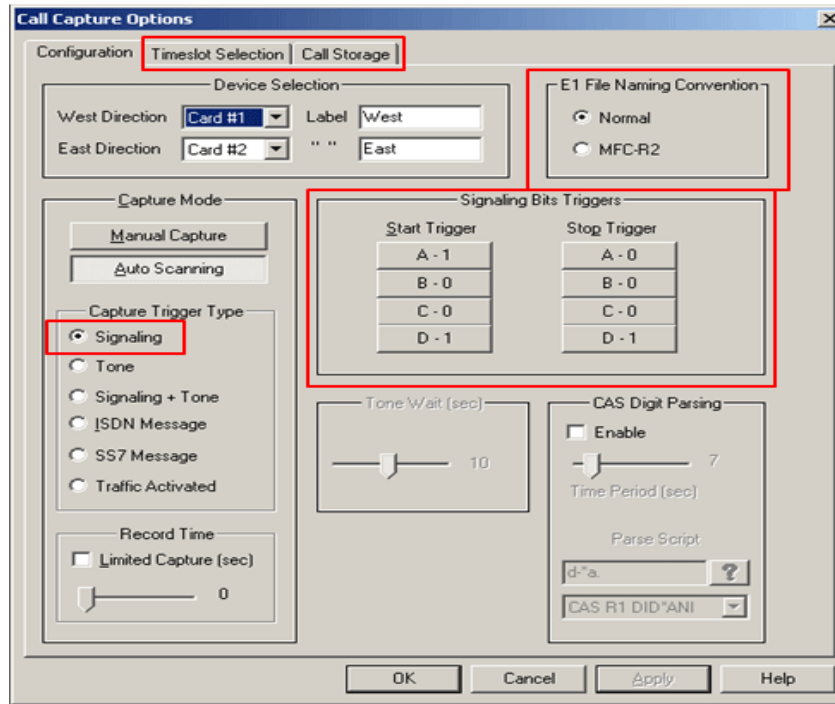 Call Capture Options
Configuration Timeslot Selection Call Storage
Device Selection
West Direction Card #1 Label West
East Direction Card #2 " " East
E1 File Naming Convention
Normal
MFC-R2
Capture Mode
Manual Capture
Auto Scanning
Capture Trigger Type
Signaling
Tone
Signaling + Tone
ISDN Message
SS7 Message
Traffic Activated
Record Time
Limited Capture (sec)
0
Signaling Bits Triggers
Start Trigger Stop Trigger
A - 1 A - 0
B - 0 B - 0
C - 0 C - 0
D - 1 D - 1
Tone Wait (sec)
10
CAS Digit Parsing
Enable
7
Time Period (sec)
Parse Script
d-*a. ?
CAS R1 DID*ANI
OK Cancel Apply Help